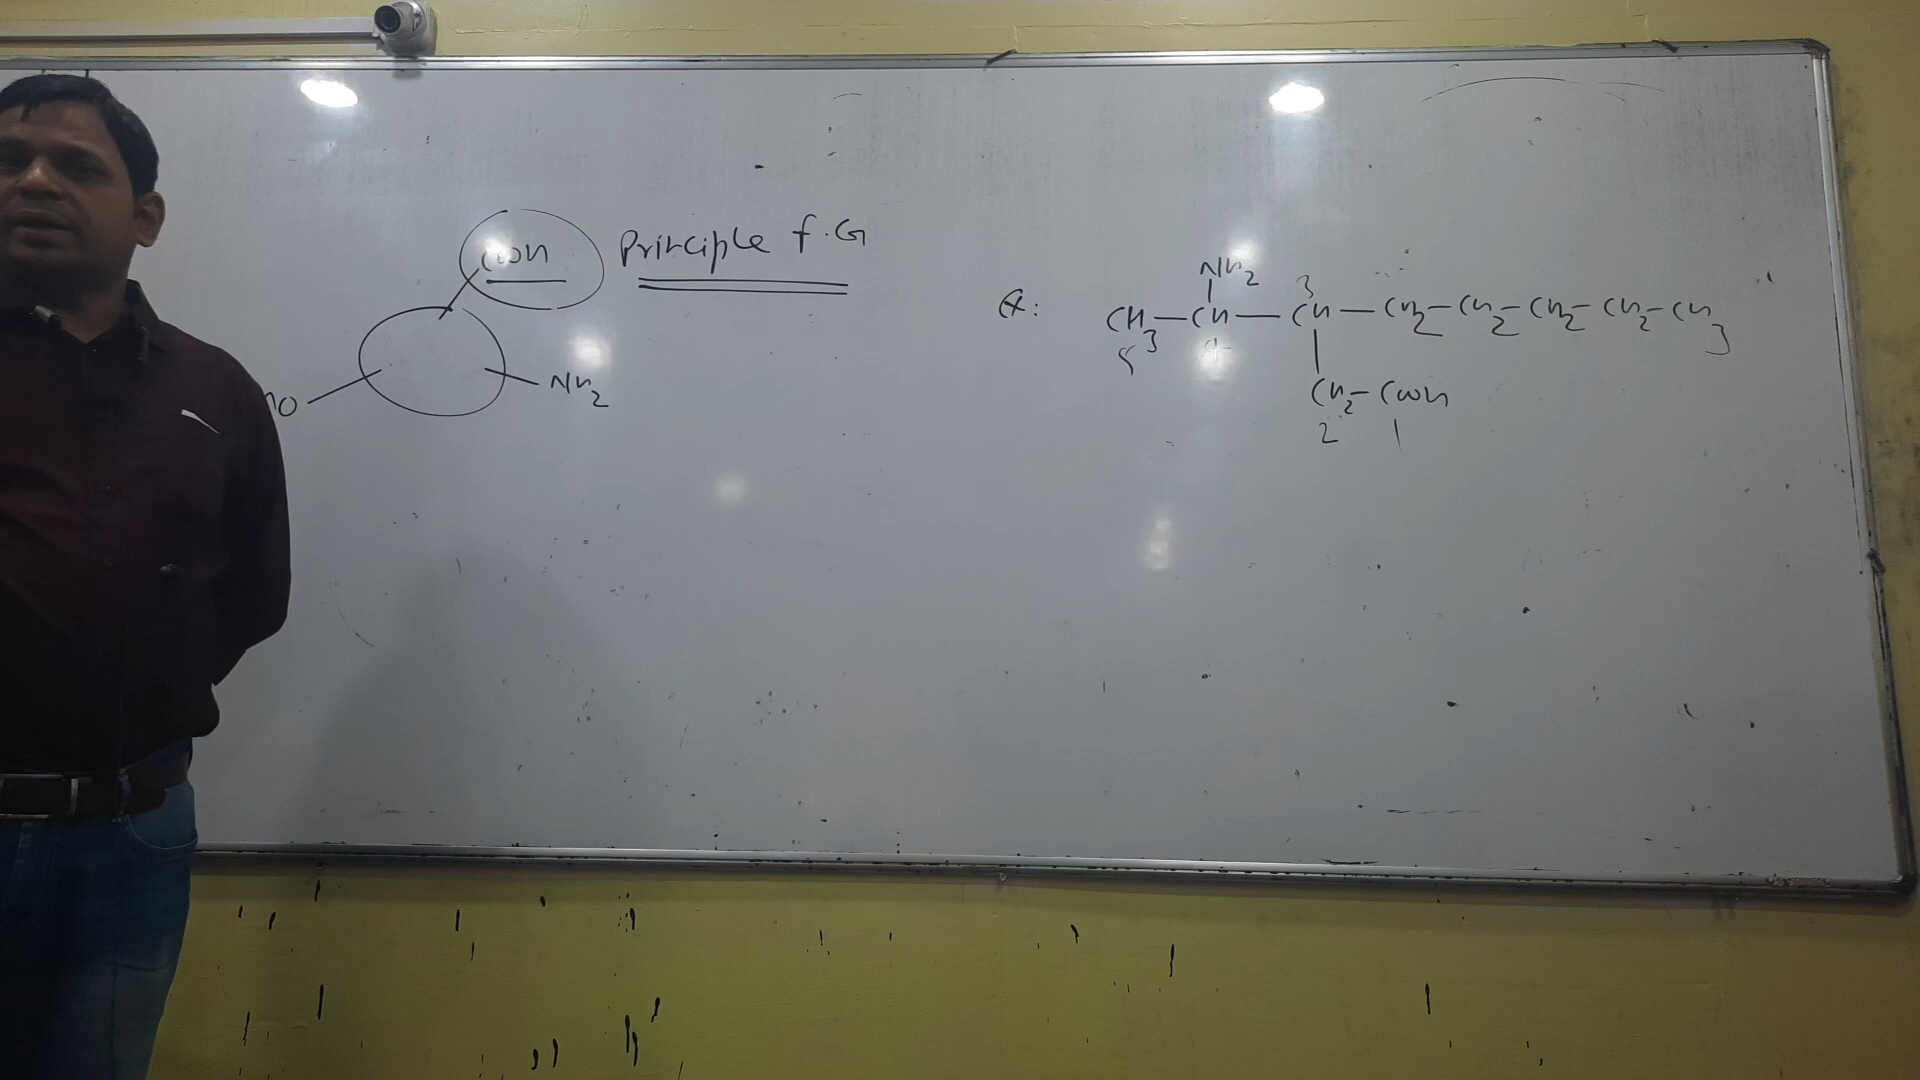 COOH Principle F.G
HO NH2
NH2
3
Ex: CH3—CH—CH—CH2—CH2—CH2—CH2—CH3
5 4
CH2—COOH
2 1